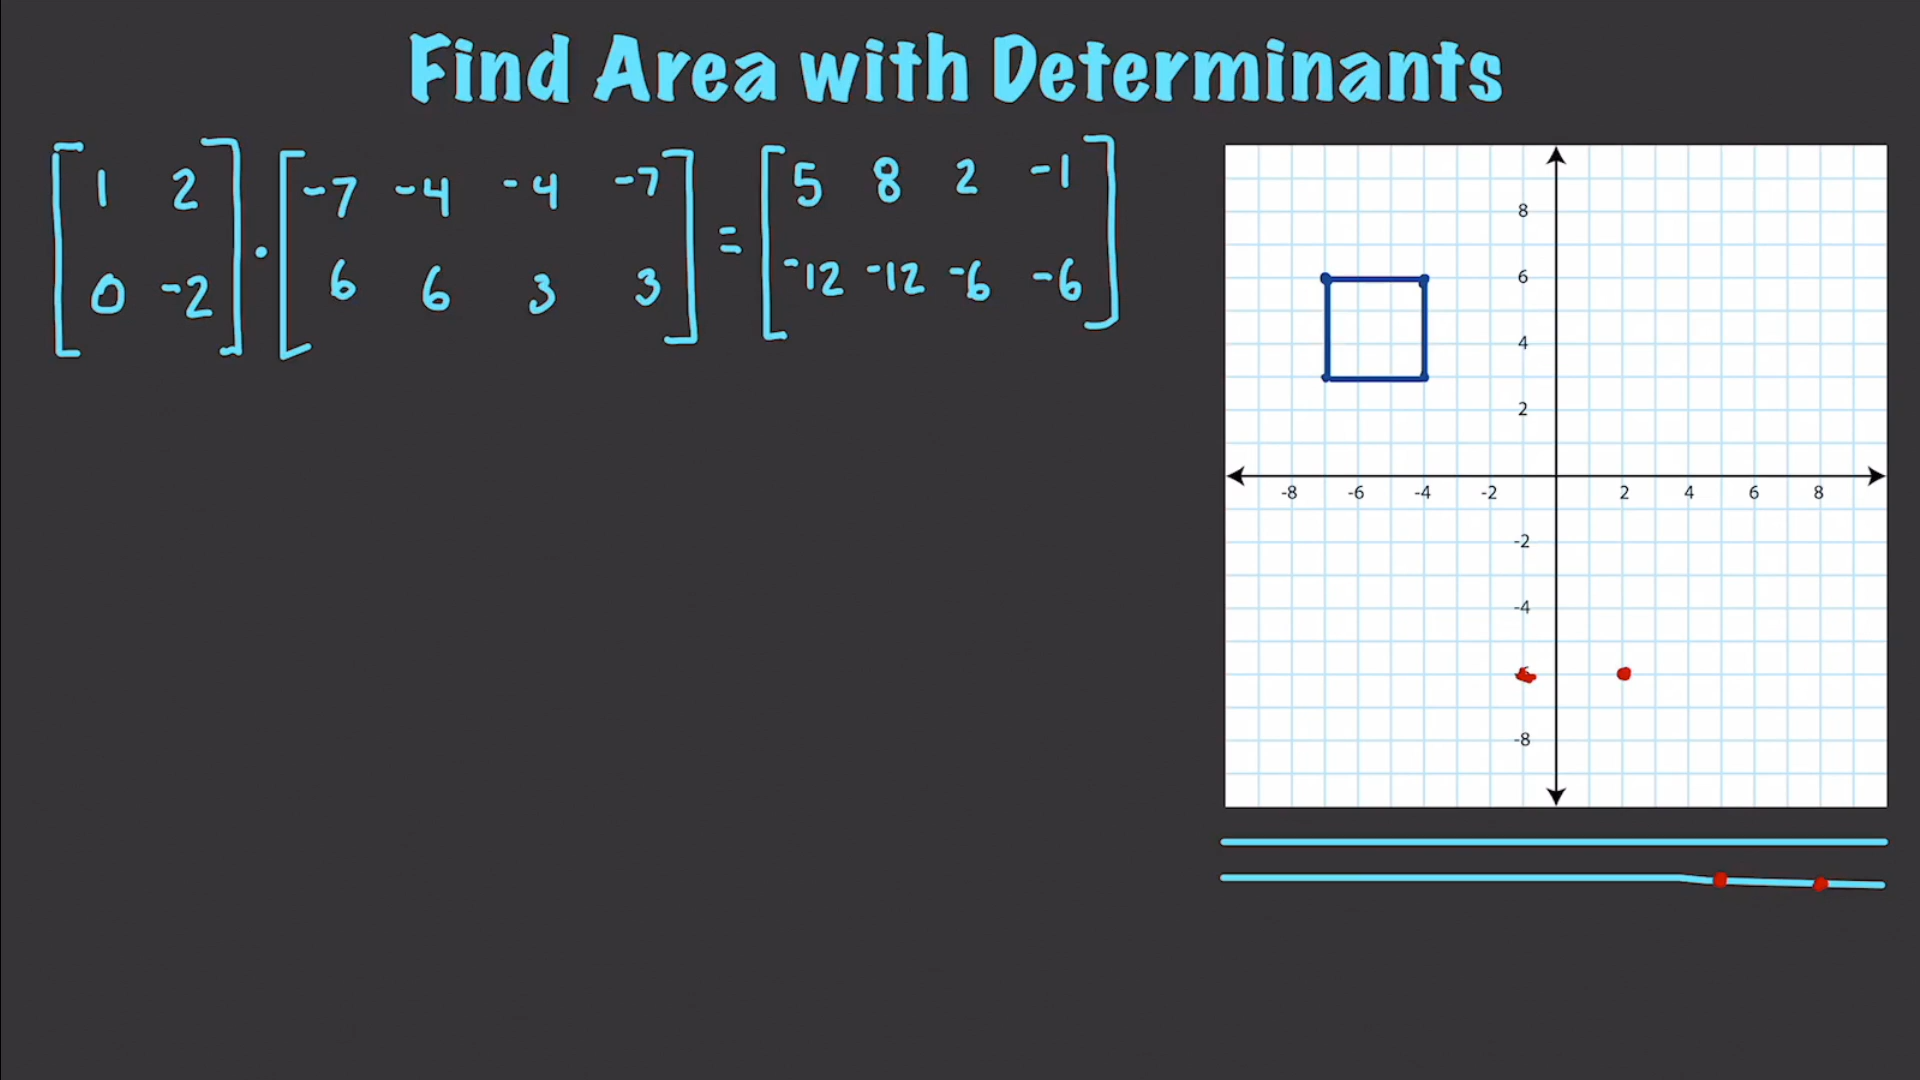 Find Area with Determinants
[1 2] · [-7 -4 -4 -7] = [5 8 2 -1]
[0 -2] [6 6 3 3] [-12 -12 -6 -6]
8
6
4
2
-8 -6 -4 -2 2 4 6 8
-2
-4
-8